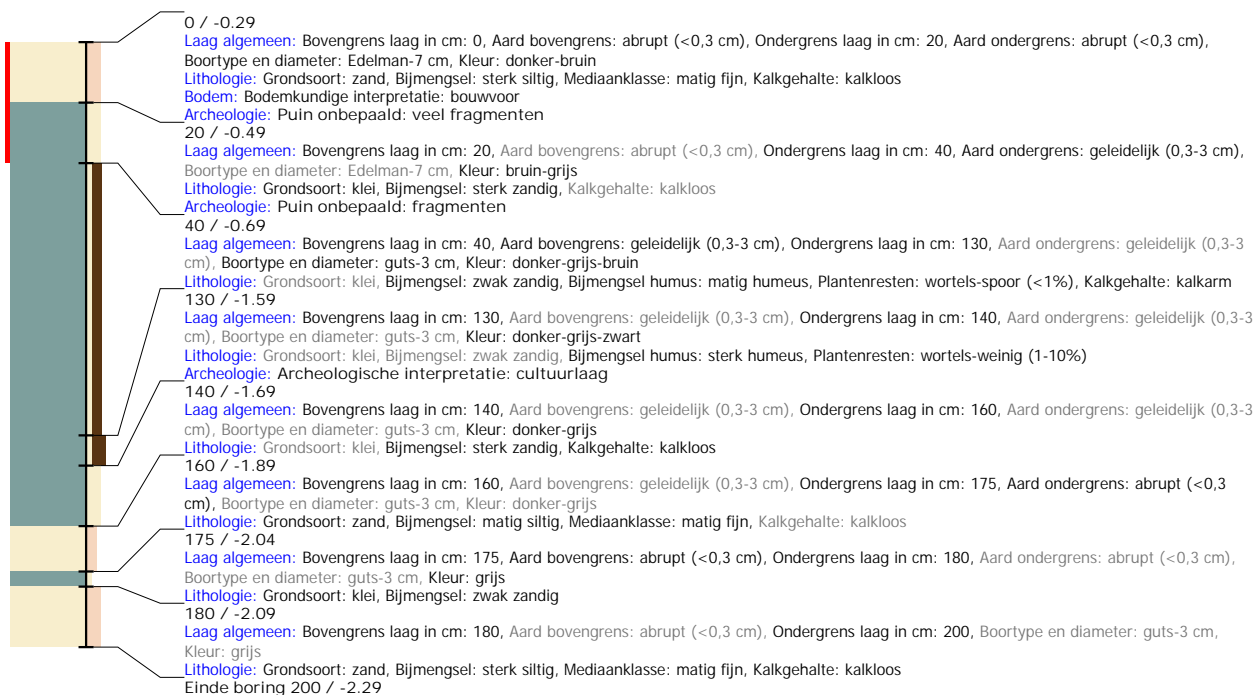 0 / -0.29
Laag algemeen: Bovengrens laag in cm: 0, Aard bovengrens: abrupt (<0,3 cm), Ondergrens laag in cm: 20, Aard ondergrens: abrupt (<0,3 cm),
Boortype en diameter: Edelman-7 cm, Kleur: donker-bruin
Lithologie: Grondsoort: zand, Bijmengsel: sterk siltig, Mediaanklasse: matig fijn, Kalkgehalte: kalkloos
Bodem: Bodemkundige interpretatie: bouwvoor
Archeologie: Puin onbepaald: veel fragmenten
20 / -0.49
Laag algemeen: Bovengrens laag in cm: 20, Aard bovengrens: abrupt (<0,3 cm), Ondergrens laag in cm: 40, Aard ondergrens: geleidelijk (0,3-3 cm),
Boortype en diameter: Edelman-7 cm, Kleur: bruin-grijs
Lithologie: Grondsoort: klei, Bijmengsel: sterk zandig, Kalkgehalte: kalkloos
Archeologie: Puin onbepaald: fragmenten
40 / -0.69
Laag algemeen: Bovengrens laag in cm: 40, Aard bovengrens: geleidelijk (0,3-3 cm), Ondergrens laag in cm: 130, Aard ondergrens: geleidelijk (0,3-3
cm), Boortype en diameter: guts-3 cm, Kleur: donker-grijs-bruin
Lithologie: Grondsoort: klei, Bijmengsel: zwak zandig, Bijmengsel humus: matig humeus, Plantenresten: wortels-spoor (<1%), Kalkgehalte: kalkarm
130 / -1.59
Laag algemeen: Bovengrens laag in cm: 130, Aard bovengrens: geleidelijk (0,3-3 cm), Ondergrens laag in cm: 140, Aard ondergrens: geleidelijk (0,3-3
cm), Boortype en diameter: guts-3 cm, Kleur: donker-grijs-zwart
Lithologie: Grondsoort: klei, Bijmengsel: zwak zandig, Bijmengsel humus: sterk humeus, Plantenresten: wortels-weinig (1-10%)
Archeologie: Archeologische interpretatie: cultuurlaag
140 / -1.69
Laag algemeen: Bovengrens laag in cm: 140, Aard bovengrens: geleidelijk (0,3-3 cm), Ondergrens laag in cm: 160, Aard ondergrens: geleidelijk (0,3-3
cm), Boortype en diameter: guts-3 cm, Kleur: donker-grijs
Lithologie: Grondsoort: klei, Bijmengsel: sterk zandig, Kalkgehalte: kalkloos
160 / -1.89
Laag algemeen: Bovengrens laag in cm: 160, Aard bovengrens: geleidelijk (0,3-3 cm), Ondergrens laag in cm: 175, Aard ondergrens: abrupt (<0,3
cm), Boortype en diameter: guts-3 cm, Kleur: donker-grijs
Lithologie: Grondsoort: zand, Bijmengsel: matig siltig, Mediaanklasse: matig fijn, Kalkgehalte: kalkloos
175 / -2.04
Laag algemeen: Bovengrens laag in cm: 175, Aard bovengrens: abrupt (<0,3 cm), Ondergrens laag in cm: 180, Aard ondergrens: abrupt (<0,3 cm),
Boortype en diameter: guts-3 cm, Kleur: grijs
Lithologie: Grondsoort: klei, Bijmengsel: zwak zandig
180 / -2.09
Laag algemeen: Bovengrens laag in cm: 180, Aard bovengrens: abrupt (<0,3 cm), Ondergrens laag in cm: 200, Boortype en diameter: guts-3 cm,
Kleur: grijs
Lithologie: Grondsoort: zand, Bijmengsel: sterk siltig, Mediaanklasse: matig fijn, Kalkgehalte: kalkloos
Einde boring 200 / -2.29